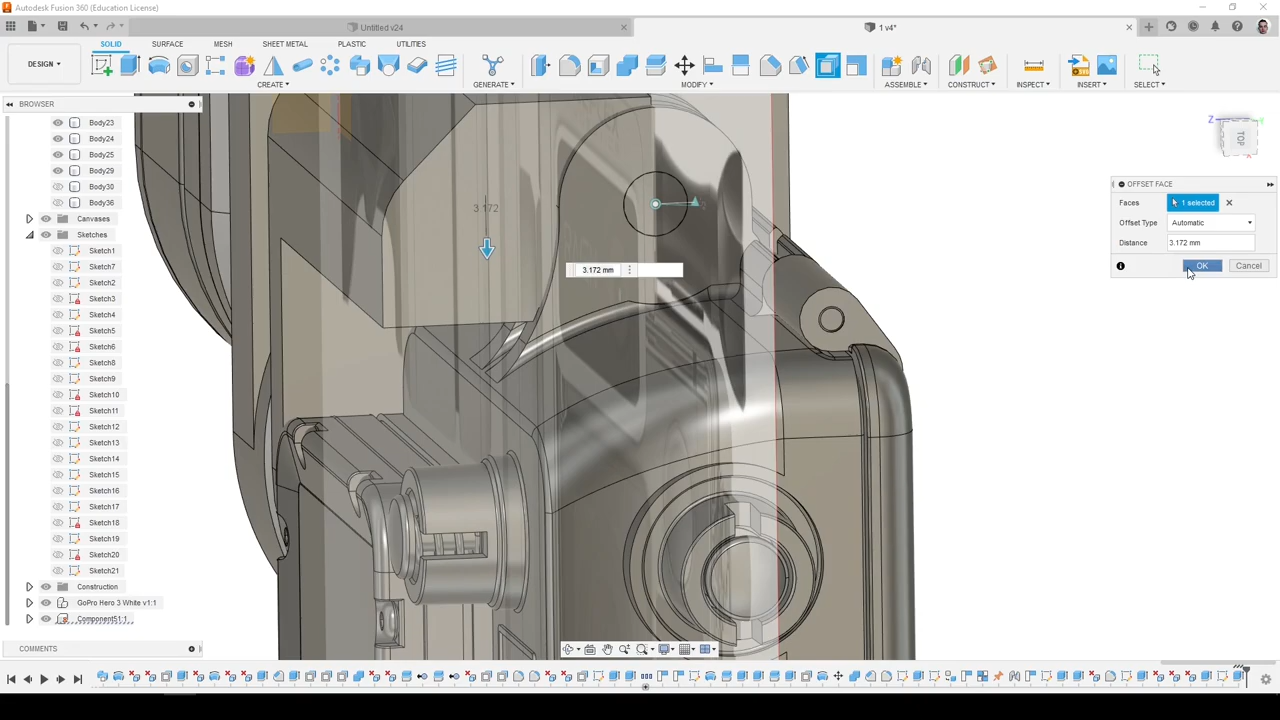 Autodesk Fusion 360 (Education License)
Untitled v24
1 v4*
DESIGN
SOLID SURFACE MESH SHEET METAL PLASTIC UTILITIES
CREATE GENERATE MODIFY ASSEMBLE CONSTRUCT INSPECT INSERT SELECT
BROWSER
Body23
Body24
Body25
Body29
Body30
Body36
Canvases
Sketches
Sketch1
Sketch7
Sketch2
Sketch3
Sketch4
Sketch5
Sketch6
Sketch8
Sketch9
Sketch10
Sketch11
Sketch12
Sketch13
Sketch14
Sketch15
Sketch16
Sketch17
Sketch18
Sketch19
Sketch20
Sketch21
Construction
GoPro Hero 3 White v1:1
Component51:1
COMMENTS
3.172
3.172 mm
Z
TOP
OFFSET FACE
Faces 1 selected
Offset Type Automatic
Distance 3.172 mm
OK Cancel